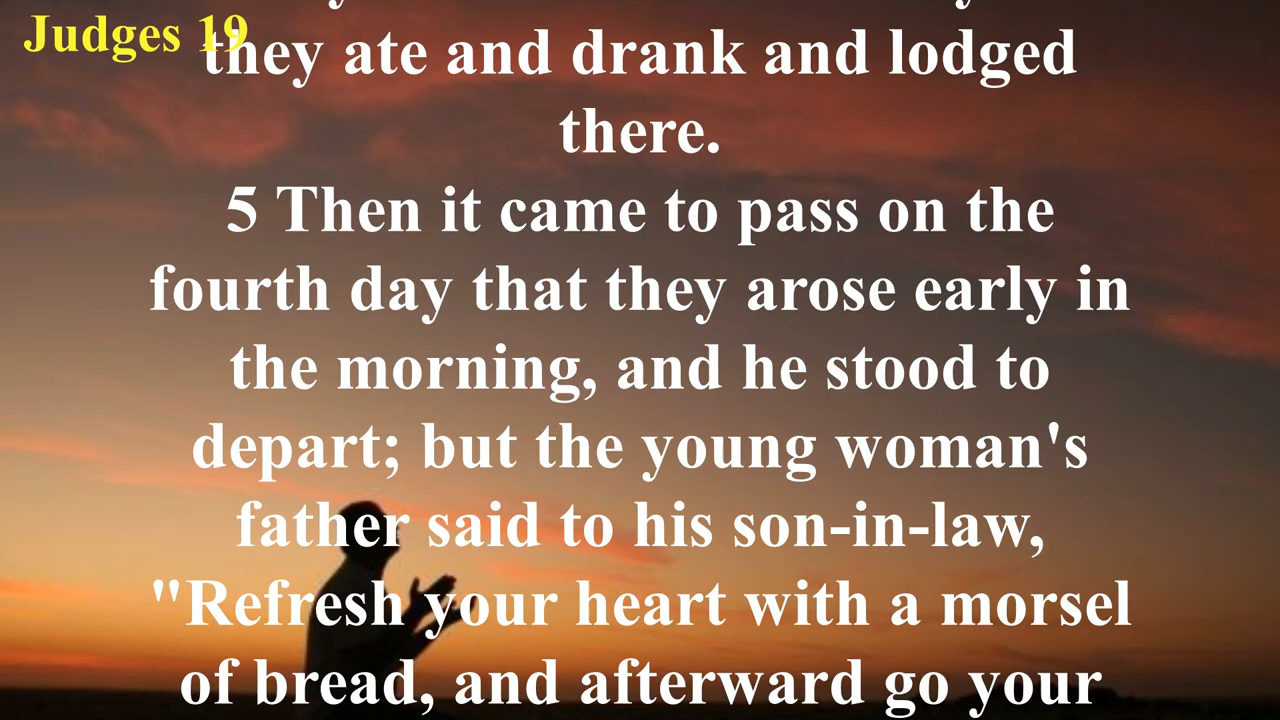 Judges 19
they ate and drank and lodged
there.
5 Then it came to pass on the
fourth day that they arose early in
the morning, and he stood to
depart; but the young woman's
father said to his son-in-law,
"Refresh your heart with a morsel
of bread, and afterward go your